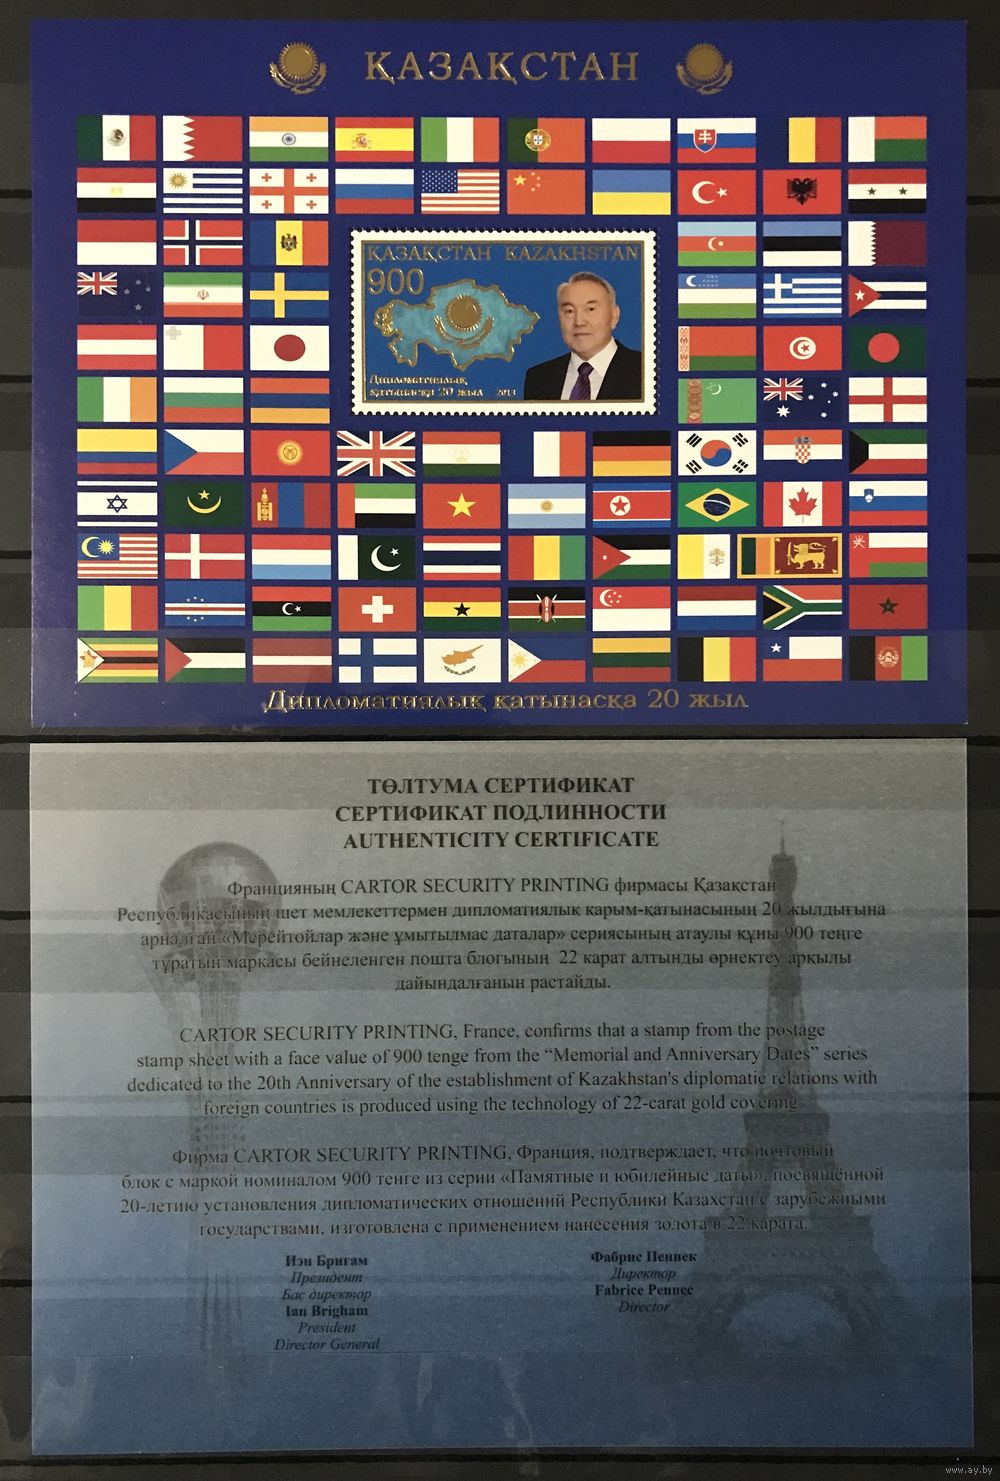 ҚАЗАҚСТАН
ҚАЗАҚСТАН KAZAKHSTAN
900
Дипломатиялық
қатынасқа 20 жыл 2013
Дипломатиялық қатынасқа 20 жыл
ТӨЛТУМА СЕРТИФИКАТ
СЕРТИФИКАТ ПОДЛИННОСТИ
AUTHENTICITY CERTIFICATE
Францияның CARTOR SECURITY PRINTING фирмасы Қазақстан
Республикасының шет мемлекеттермен дипломатиялық қарым-қатынасының 20 жылдығына
арналған «Мерейтойлар және ұмытылмас даталар» сериясының атаулы құны 900 теңге
тұратын маркасы бейнеленген пошта блогының 22 карат алтынды өрнектеу арқылы
дайындалғанын растайды.
CARTOR SECURITY PRINTING, France, confirms that a stamp from the postage
stamp sheet with a face value of 900 tenge from the “Memorial and Anniversary Dates” series
dedicated to the 20th Anniversary of the establishment of Kazakhstan's diplomatic relations with
foreign countries is produced using the technology of 22-carat gold covering.
Фирма CARTOR SECURITY PRINTING, Франция, подтверждает, что почтовый
блок с маркой номиналом 900 тенге из серии «Памятные и юбилейные даты», посвящённой
20-летию установления дипломатических отношений Республики Казахстан с зарубежными
государствами, изготовлена с применением нанесения золота в 22 карата.
Иэн Бригам
Президент
Бас директор
Ian Brigham
President
Director General
Фабрис Пеннек
Директор
Fabrice Pennec
Director
www.ay.by